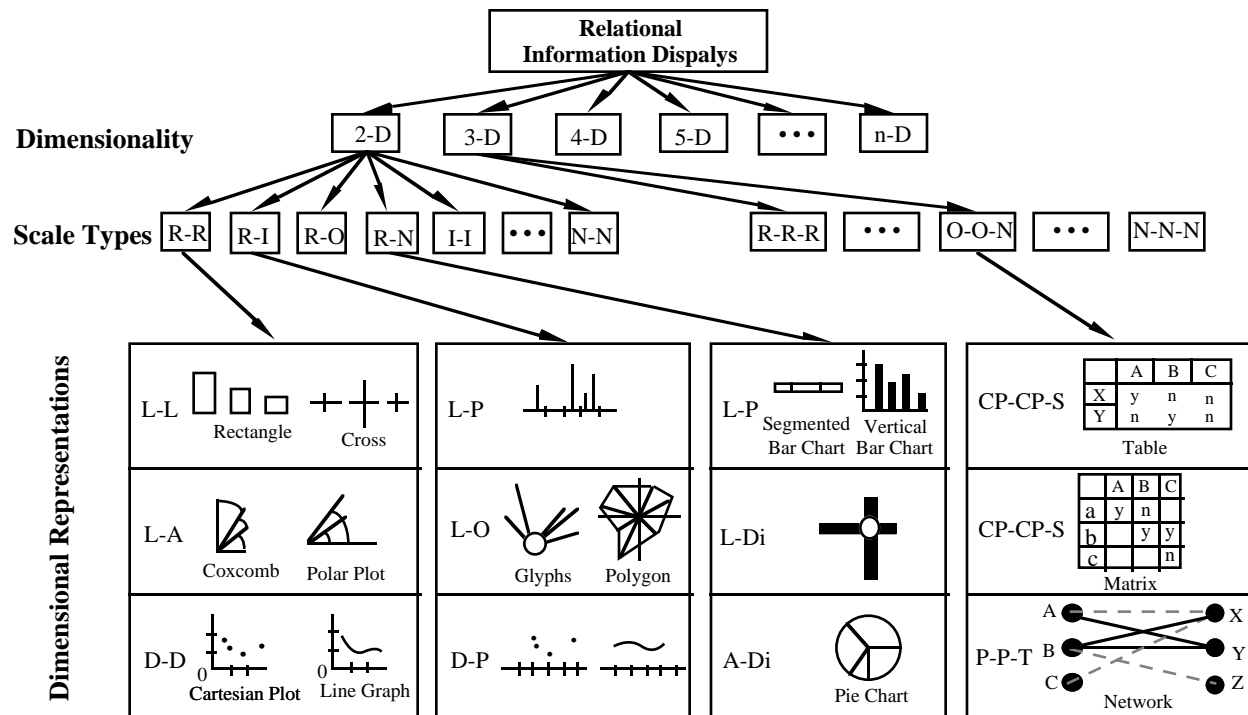 Relational
Information Dispalys
Dimensionality
2-D 3-D 4-D 5-D ••• n-D
Scale Types
R-R R-I R-O R-N I-I ••• N-N R-R-R ••• O-O-N ••• N-N-N
Dimensional Representations
L-L
Rectangle
Cross
L-A
Coxcomb
Polar Plot
D-D
0
Cartesian Plot
0
Line Graph
L-P
L-O
Glyphs
Polygon
D-P
L-P
Segmented
Bar Chart
Vertical
Bar Chart
L-Di
A-Di
Pie Chart
CP-CP-S
A B C
X y n n
Y n y n
Table
CP-CP-S
A B C
a y n
b y y
c n
Matrix
P-P-T
A X
B Y
C Z
Network